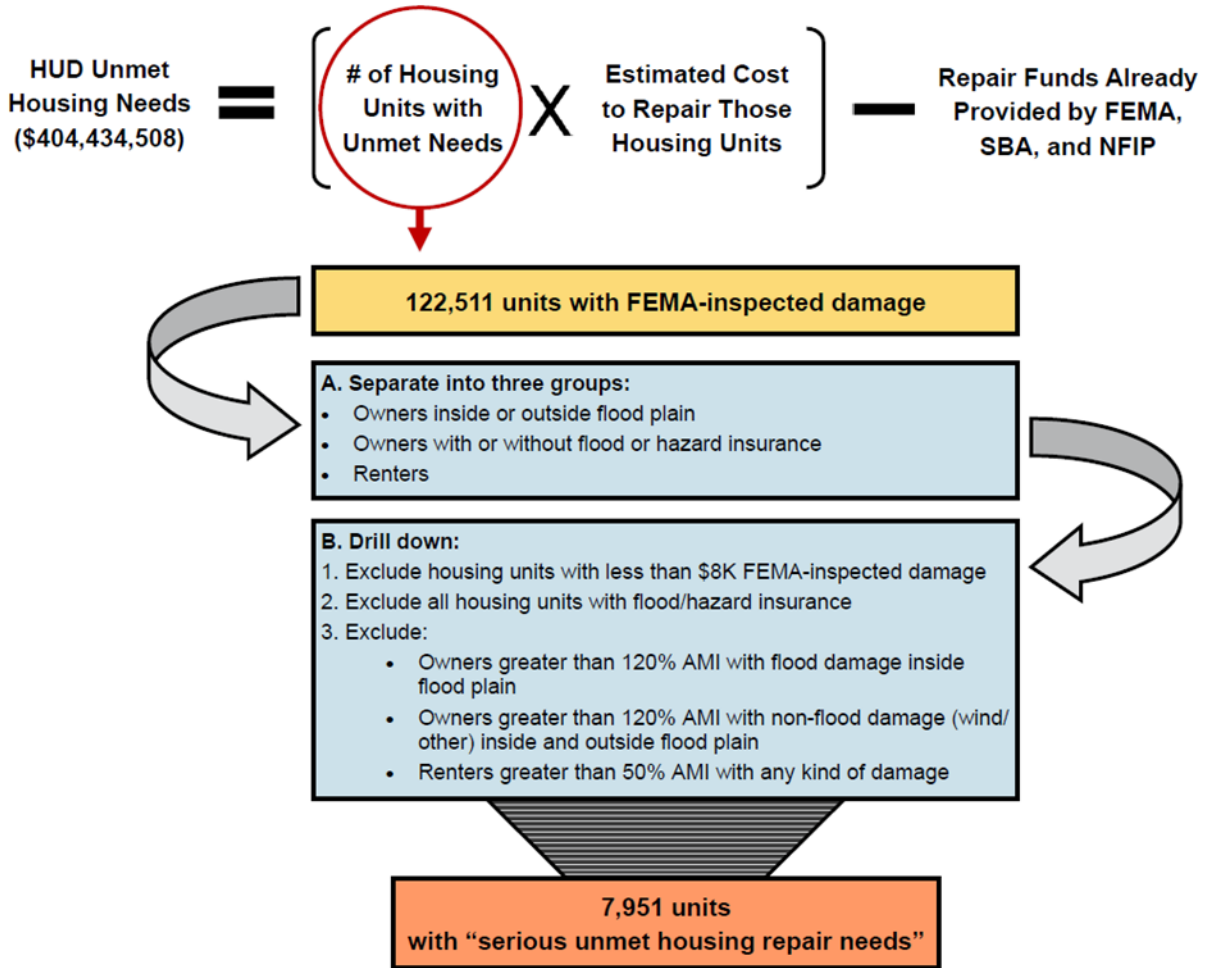 HUD Unmet
Housing Needs
($404,434,508)
=
# of Housing
Units with
Unmet Needs
X
Estimated Cost
to Repair Those
Housing Units
—
Repair Funds Already
Provided by FEMA,
SBA, and NFIP
122,511 units with FEMA-inspected damage
A. Separate into three groups:
• Owners inside or outside flood plain
• Owners with or without flood or hazard insurance
• Renters
B. Drill down:
1. Exclude housing units with less than $8K FEMA-inspected damage
2. Exclude all housing units with flood/hazard insurance
3. Exclude:
• Owners greater than 120% AMI with flood damage inside
flood plain
• Owners greater than 120% AMI with non-flood damage (wind/
other) inside and outside flood plain
• Renters greater than 50% AMI with any kind of damage
7,951 units
with “serious unmet housing repair needs”